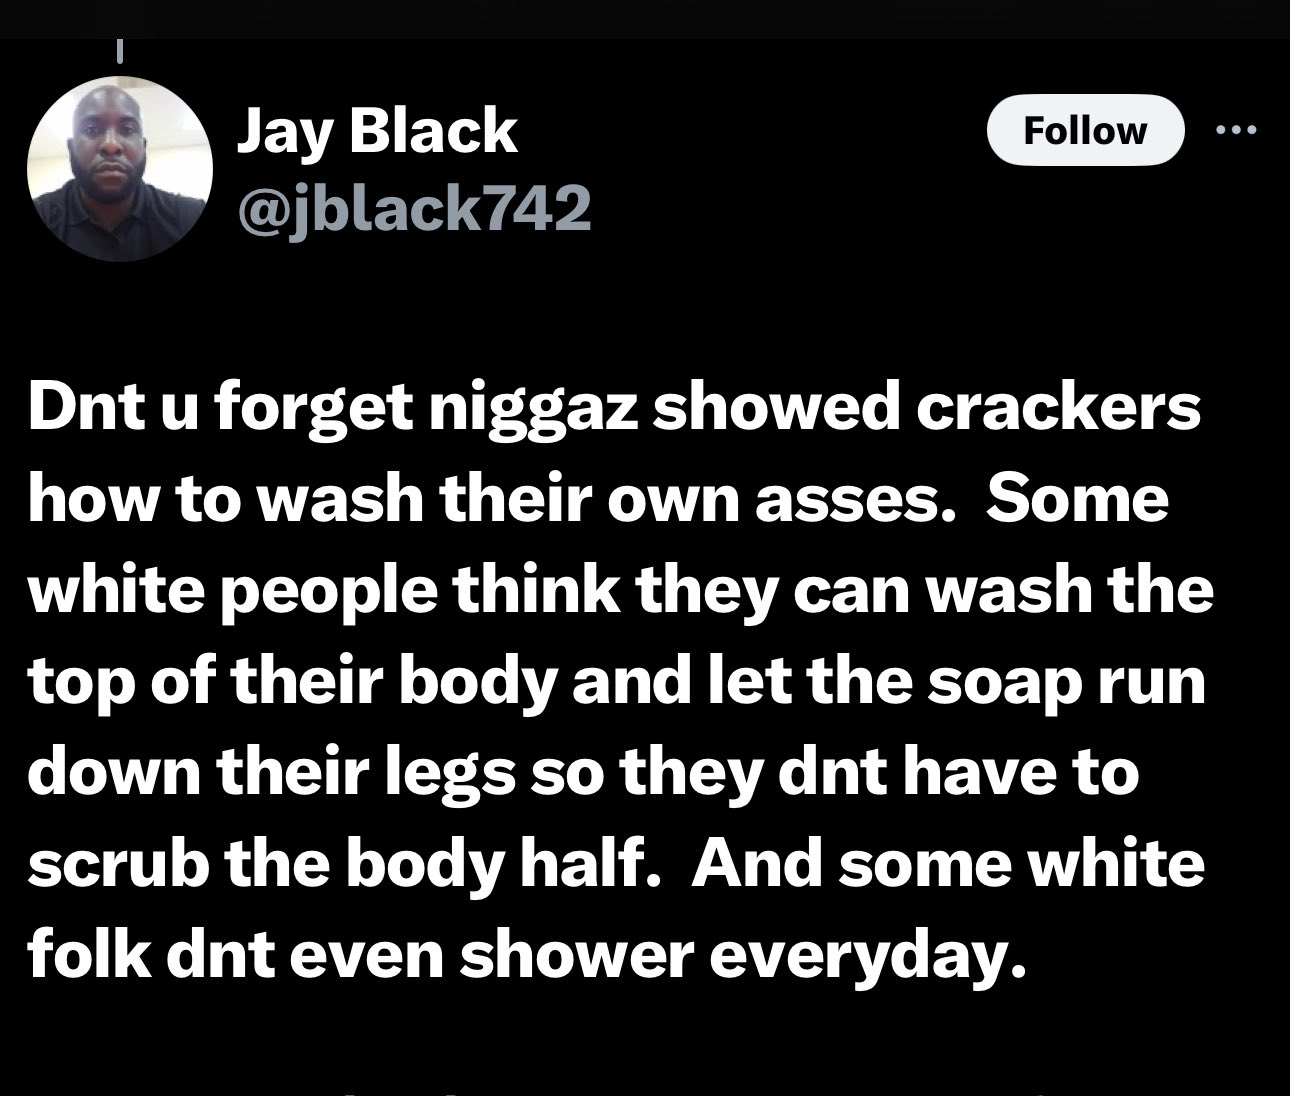 Jay Black
@jblack742
Follow
Dnt u forget niggaz showed crackers
how to wash their own asses.  Some
white people think they can wash the
top of their body and let the soap run
down their legs so they dnt have to
scrub the body half.  And some white
folk dnt even shower everyday.